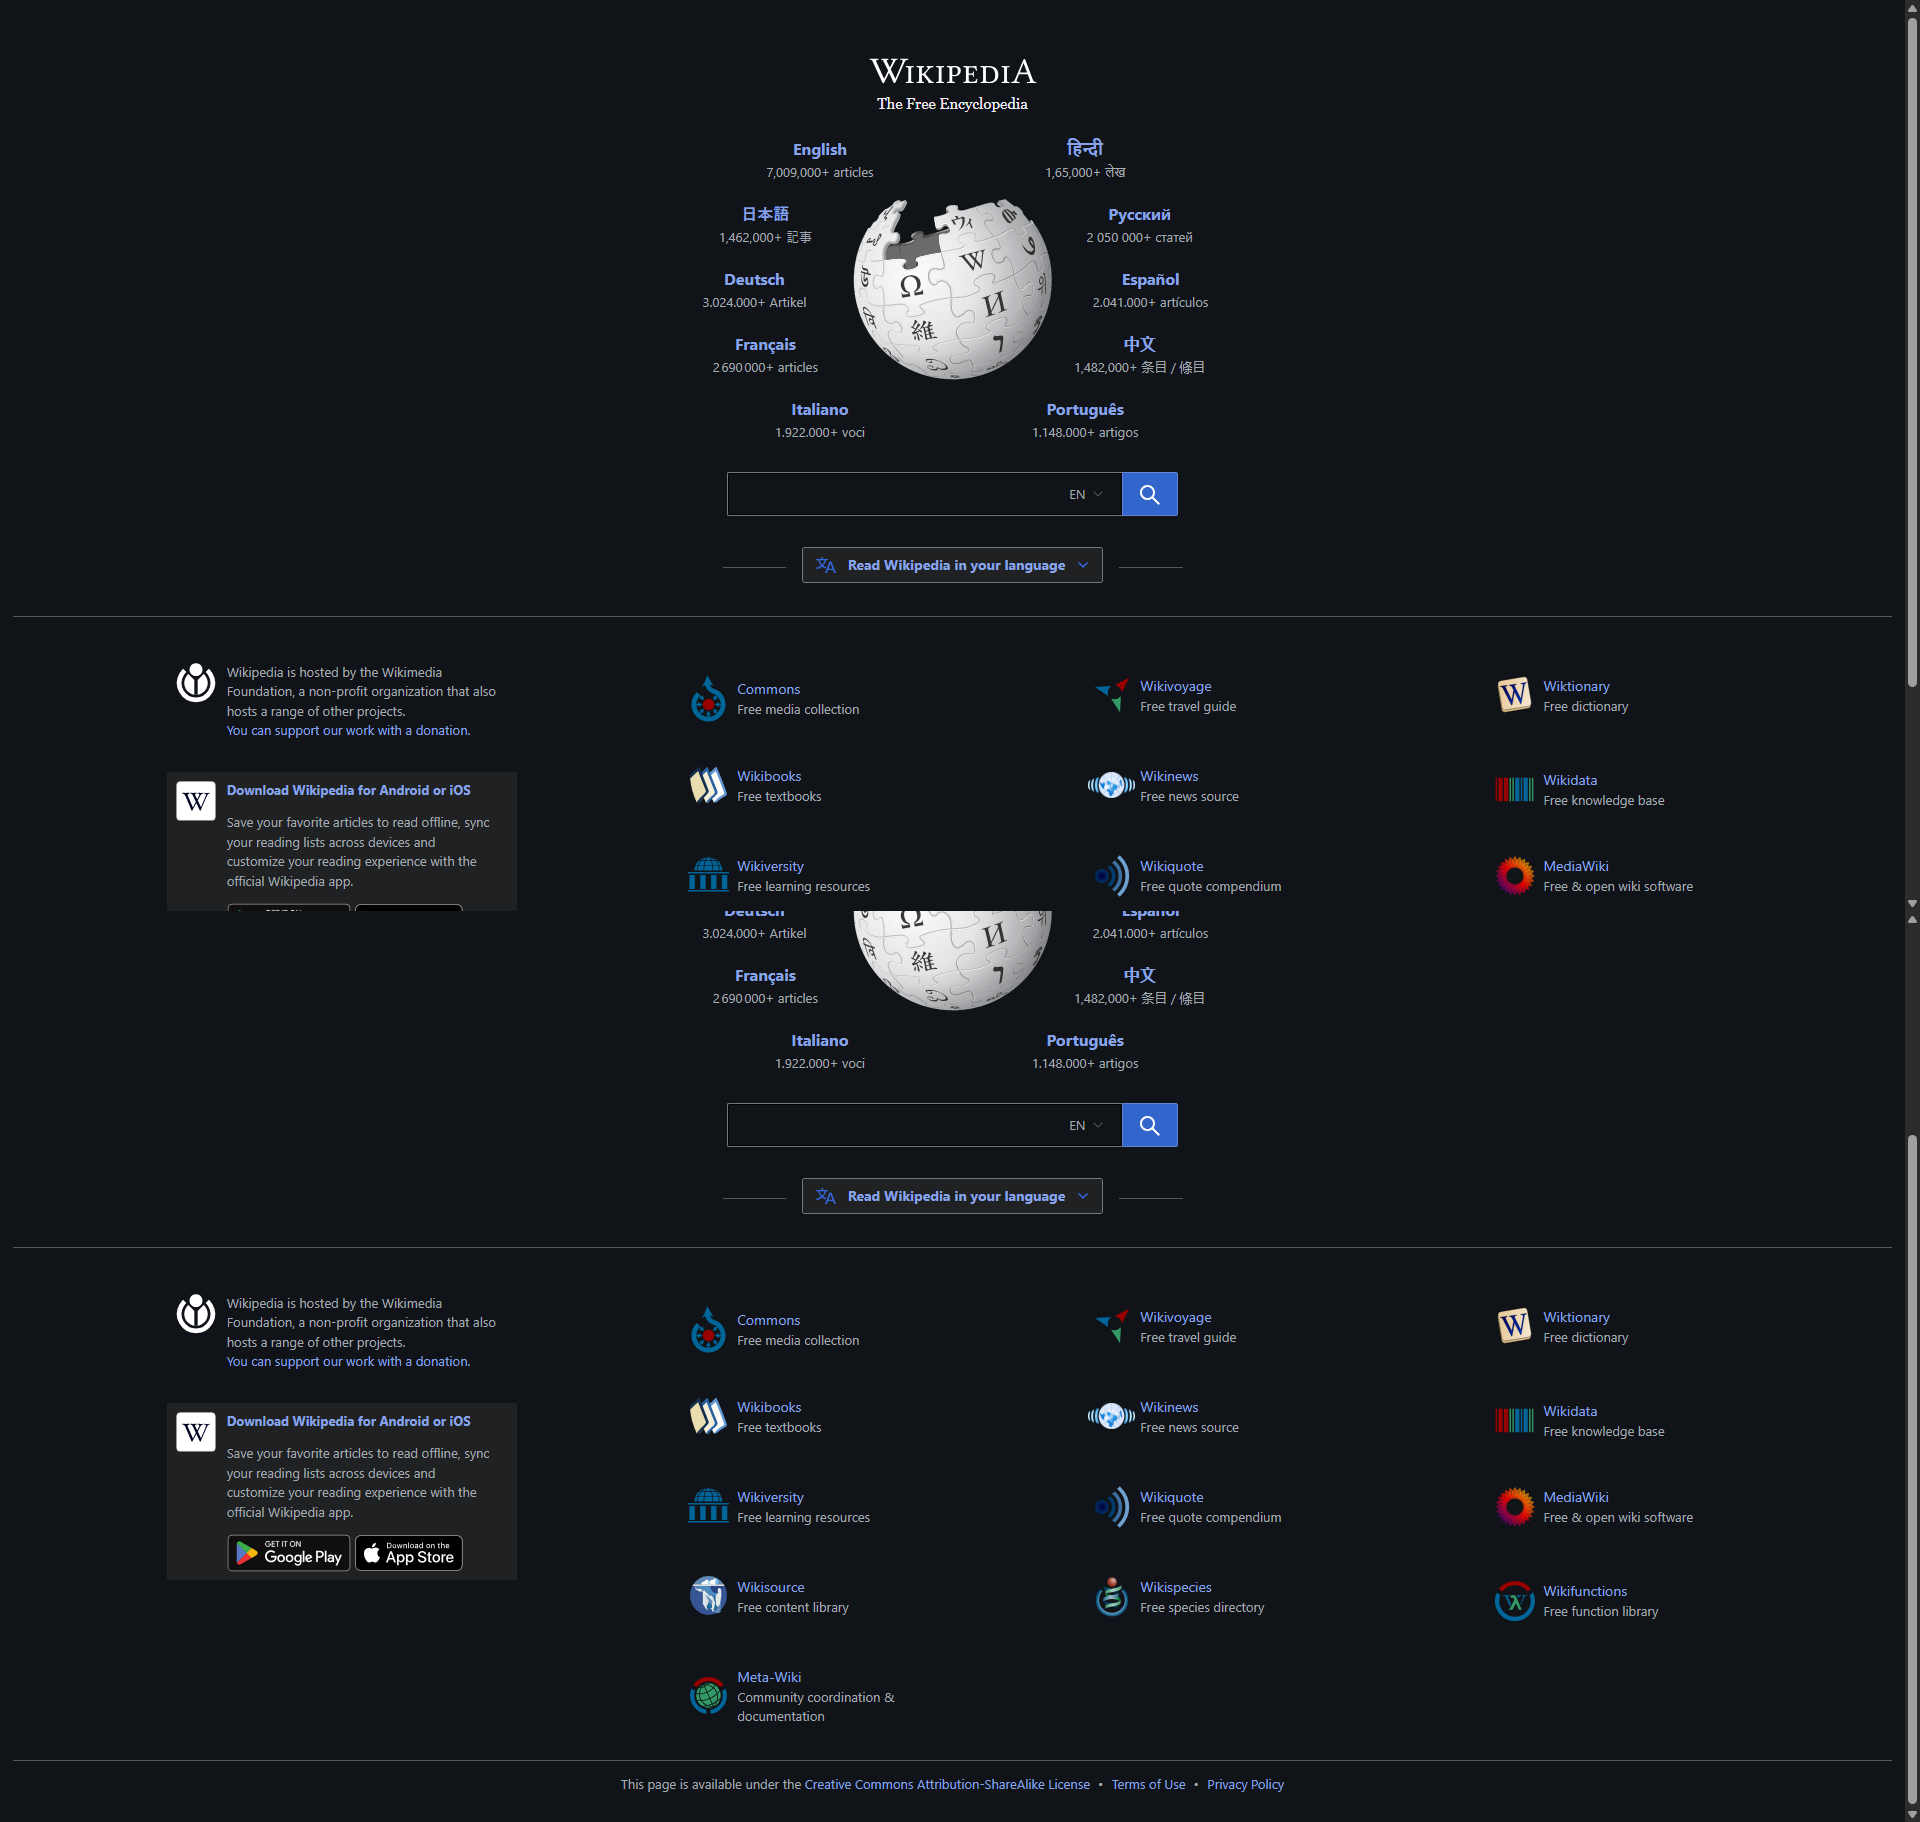 WIKIPEDIA
The Free Encyclopedia
English
7,009,000+ articles
हिन्दी
1,65,000+ लेख
日本語
1,462,000+ 記事
Русский
2 050 000+ статей
Deutsch
3.024.000+ Artikel
Español
2.041.000+ artículos
Français
2 690 000+ articles
中文
1,482,000+ 条目 / 條目
Italiano
1.922.000+ voci
Português
1.148.000+ artigos
EN
Read Wikipedia in your language
Wikipedia is hosted by the Wikimedia
Foundation, a non-profit organization that also
hosts a range of other projects.
You can support our work with a donation.
Download Wikipedia for Android or iOS
Save your favorite articles to read offline, sync
your reading lists across devices and
customize your reading experience with the
official Wikipedia app.
Commons
Free media collection
Wikivoyage
Free travel guide
Wiktionary
Free dictionary
Wikibooks
Free textbooks
Wikinews
Free news source
Wikidata
Free knowledge base
Wikiversity
Free learning resources
Wikiquote
Free quote compendium
MediaWiki
Free & open wiki software
Deutsch
3.024.000+ Artikel
Español
2.041.000+ artículos
Français
2 690 000+ articles
中文
1,482,000+ 条目 / 條目
Italiano
1.922.000+ voci
Português
1.148.000+ artigos
EN
Read Wikipedia in your language
Wikipedia is hosted by the Wikimedia
Foundation, a non-profit organization that also
hosts a range of other projects.
You can support our work with a donation.
Download Wikipedia for Android or iOS
Save your favorite articles to read offline, sync
your reading lists across devices and
customize your reading experience with the
official Wikipedia app.
GET IT ON
Google Play
Download on the
App Store
Commons
Free media collection
Wikivoyage
Free travel guide
Wiktionary
Free dictionary
Wikibooks
Free textbooks
Wikinews
Free news source
Wikidata
Free knowledge base
Wikiversity
Free learning resources
Wikiquote
Free quote compendium
MediaWiki
Free & open wiki software
Wikisource
Free content library
Wikispecies
Free species directory
Wikifunctions
Free function library
Meta-Wiki
Community coordination &
documentation
This page is available under the Creative Commons Attribution-ShareAlike License • Terms of Use • Privacy Policy